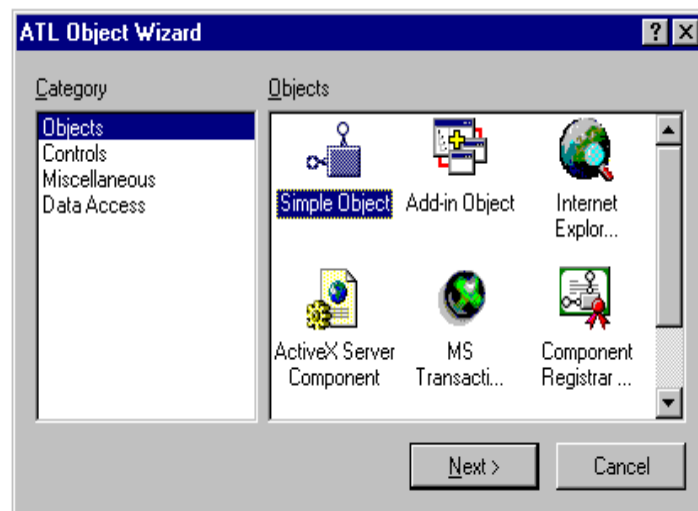 ATL Object Wizard
Category
Objects
Objects
Controls
Miscellaneous
Data Access
Simple Object
Add-in Object
Internet
Explor...
ActiveX Server
Component
MS
Transacti...
Component
Registrar ...
Next >
Cancel